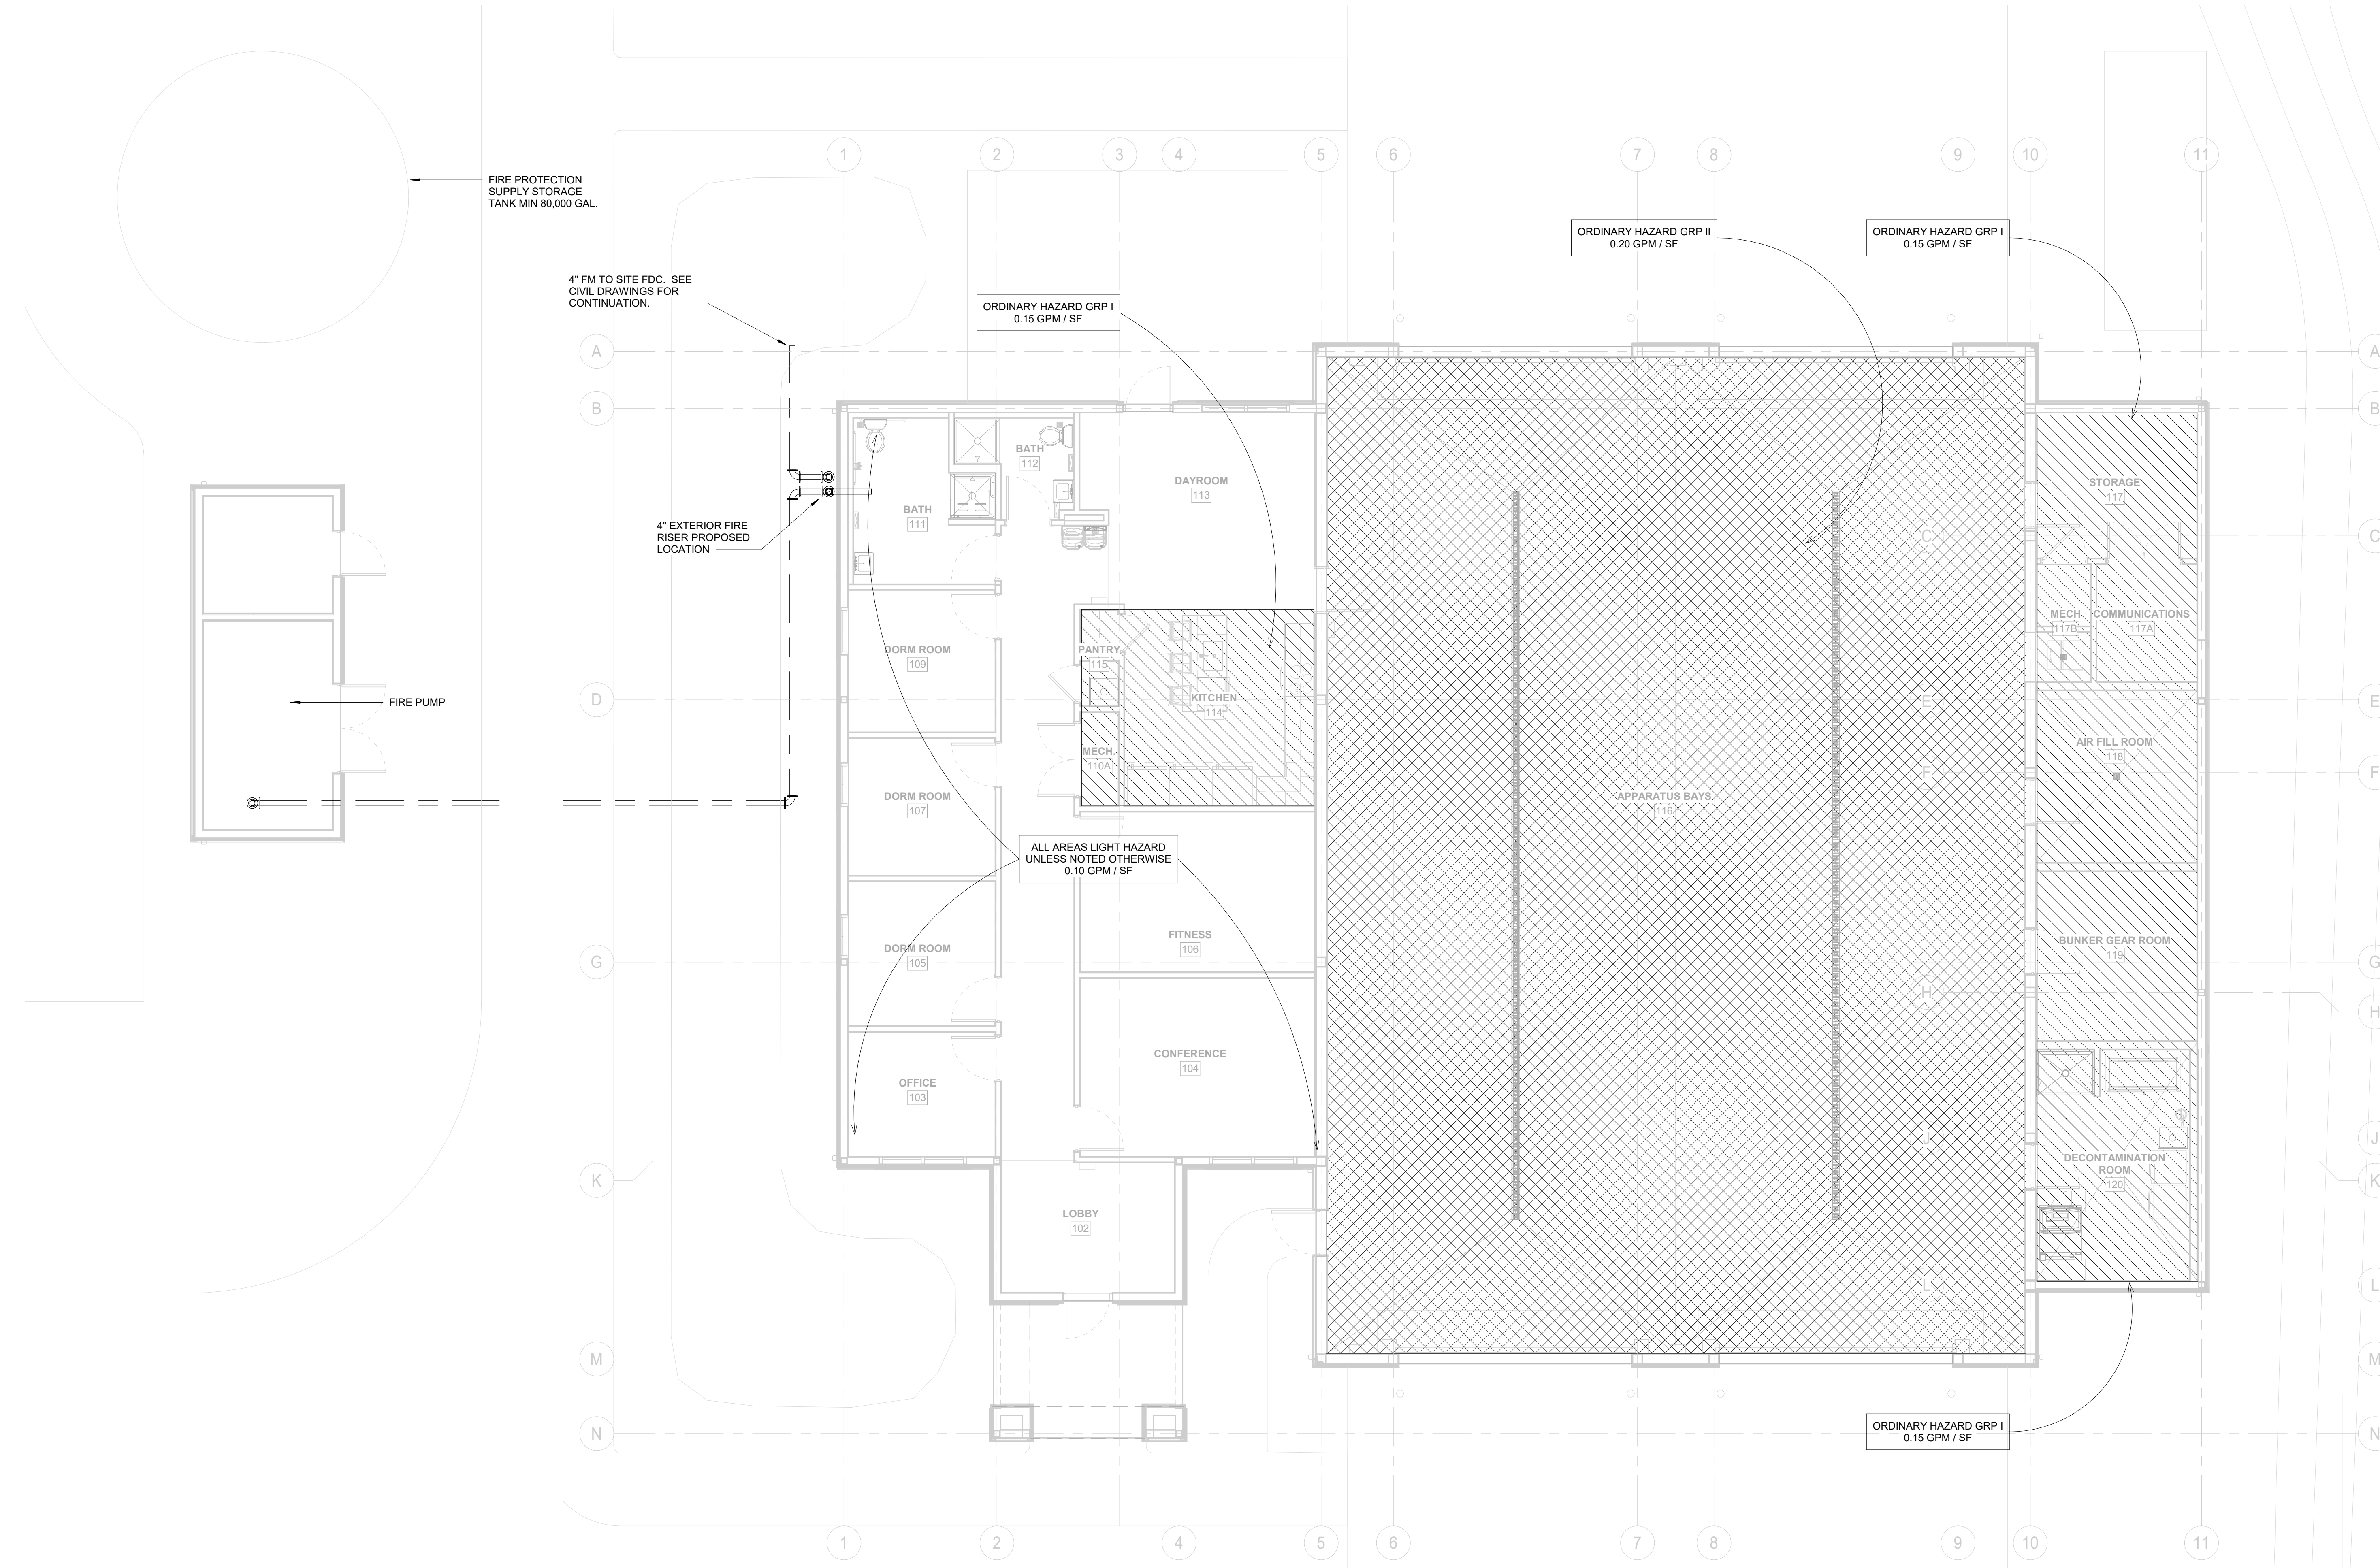 1
2
3
4
5
6
7
8
9
10
11
FIRE PROTECTION
SUPPLY STORAGE
TANK MIN 80,000 GAL.
ORDINARY HAZARD GRP II
0.20 GPM / SF
ORDINARY HAZARD GRP I
0.15 GPM / SF
4" FM TO SITE FDC. SEE
CIVIL DRAWINGS FOR
CONTINUATION.
ORDINARY HAZARD GRP I
0.15 GPM / SF
A
A
B
B
BATH
112
DAYROOM
113
STORAGE
117
BATH
111
4" EXTERIOR FIRE
RISER PROPOSED
LOCATION
C
C
MECH.
117B
COMMUNICATIONS
117A
DORM ROOM
109
PANTRY
115
KITCHEN
114
D
E
E
FIRE PUMP
MECH.
110A
AIR FILL ROOM
118
F
F
DORM ROOM
107
APPARATUS BAYS
116
ALL AREAS LIGHT HAZARD
UNLESS NOTED OTHERWISE
0.10 GPM / SF
FITNESS
106
BUNKER GEAR ROOM
119
DORM ROOM
105
G
G
H
H
CONFERENCE
104
OFFICE
103
J
J
DECONTAMINATION
ROOM
120
K
K
LOBBY
102
L
L
M
M
ORDINARY HAZARD GRP I
0.15 GPM / SF
N
N
1
2
4
5
6
7
8
9
10
11